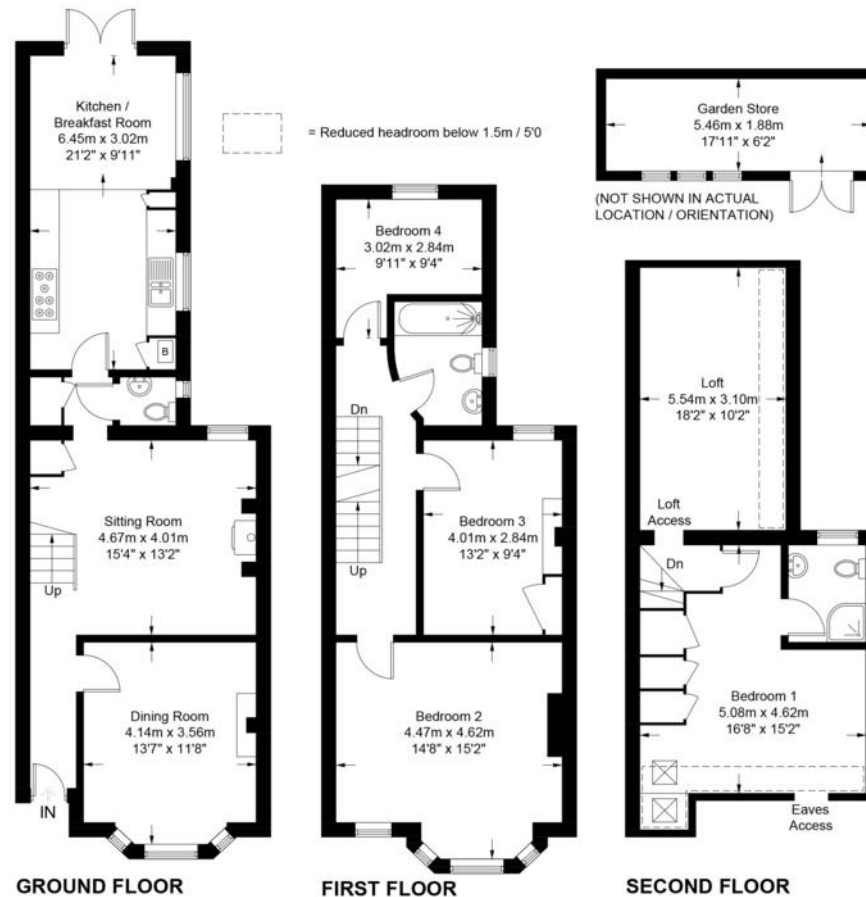 Kitchen /
Breakfast Room
6.45m x 3.02m
21'2" x 9'11"
B
Sitting Room
4.67m x 4.01m
15'4" x 13'2"
Up
Dining Room
4.14m x 3.56m
13'7" x 11'8"
IN
GROUND FLOOR
= Reduced headroom below 1.5m / 5'0
Bedroom 4
3.02m x 2.84m
9'11" x 9'4"
Dn
Bedroom 3
4.01m x 2.84m
13'2" x 9'4"
Up
Bedroom 2
4.47m x 4.62m
14'8" x 15'2"
FIRST FLOOR
Garden Store
5.46m x 1.88m
17'11" x 6'2"
(NOT SHOWN IN ACTUAL
LOCATION / ORIENTATION)
Loft
5.54m x 3.10m
18'2" x 10'2"
Loft
Access
Dn
Bedroom 1
5.08m x 4.62m
16'8" x 15'2"
Eaves
Access
SECOND FLOOR